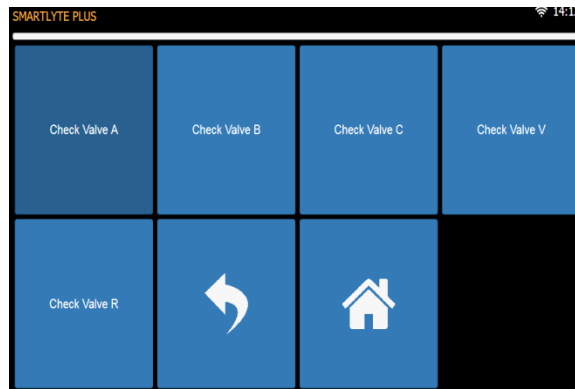 SMARTLYTE PLUS
Check Valve A
Check Valve B
Check Valve C
Check Valve V
Check Valve R